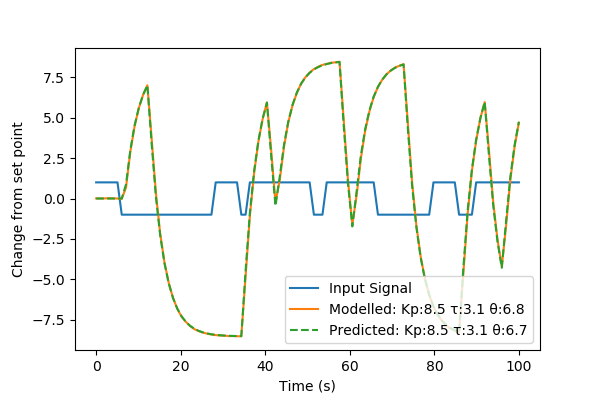 7.5
5.0
2.5
0.0
−2.5
−5.0
−7.5
Change from set point
0 20 40 60 80 100
Time (s)
Input Signal
Modelled: Kp:8.5 τ:3.1 θ:6.8
Predicted: Kp:8.5 τ:3.1 θ:6.7